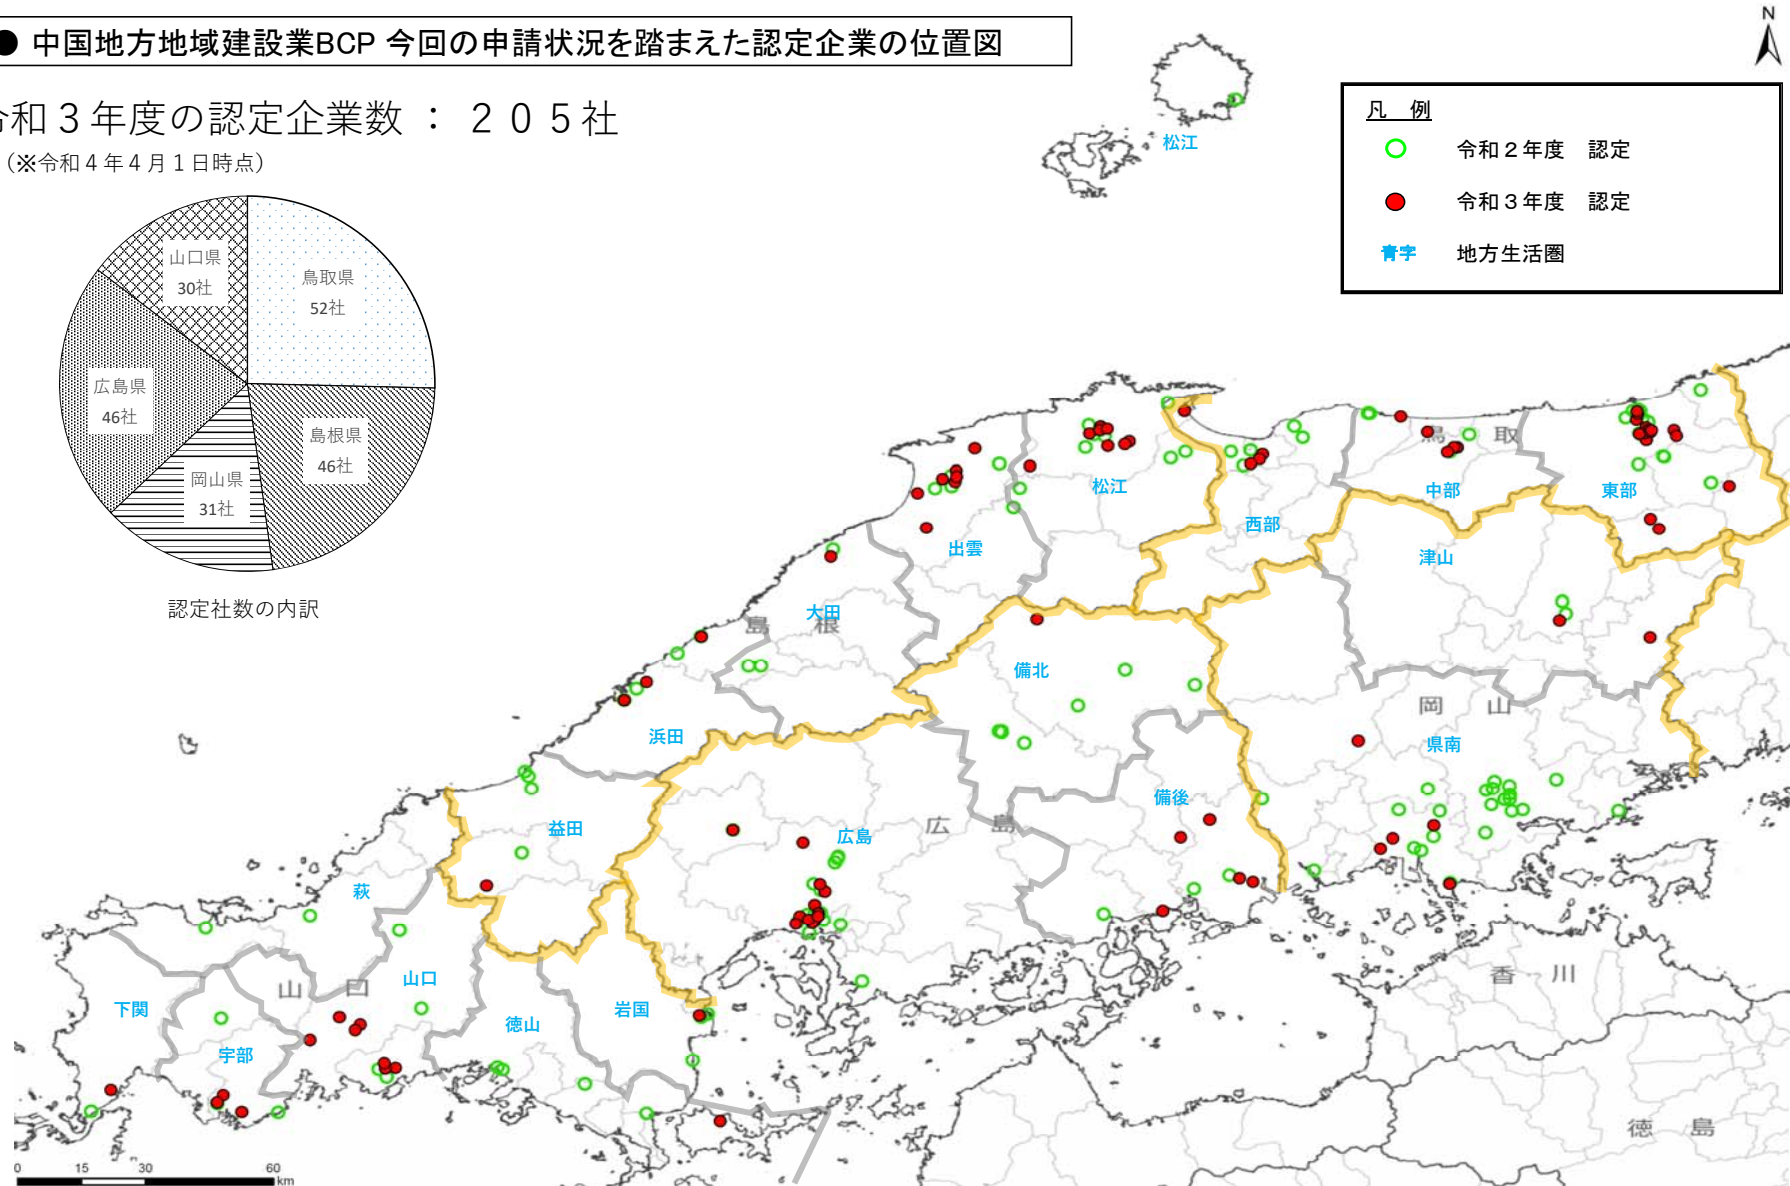 ● 中国地方地域建設業BCP 今回の申請状況を踏まえた認定企業の位置図
令和３年度の認定企業数 ： ２０５社
（※令和４年４月１日時点）
N
凡 例
令和２年度 認定
令和３年度 認定
青字 地方生活圏
山口県
30社
鳥取県
52社
広島県
46社
島根県
46社
岡山県
31社
認定社数の内訳
松江
鳥 取
松江
中部
東部
西部
出雲
津山
大田
島 根
備北
岡 山
浜田
県南
備後
益田
広島
広 島
萩
香 川
山口
山 口
下関
岩国
徳山
宇部
徳 島
0 15 30 60
km